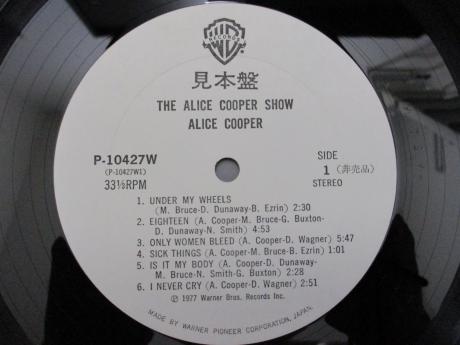 WB
RECORDS
見本盤
THE ALICE COOPER SHOW
ALICE COOPER
P-10427W
(P-10427W1)
33⅓RPM
SIDE
1 (非売品)
STEREO
1. UNDER MY WHEELS
(M. Bruce-D. Dunaway-B. Ezrin) 2:30
2. EIGHTEEN (A. Cooper-M. Bruce-G. Buxton-
D. Dunaway-N. Smith) 4:53
3. ONLY WOMEN BLEED (A. Cooper-D. Wagner) 5:47
4. SICK THINGS (A. Cooper-M. Bruce-B. Ezrin) 1:01
5. IS IT MY BODY (A. Cooper-D. Dunaway-
M. Bruce-N. Smith-G. Buxton) 2:28
6. I NEVER CRY (A. Cooper-D. Wagner) 2:51
℗ 1977 Warner Bros. Records Inc.
MADE BY WARNER PIONEER CORPORATION, JAPAN.